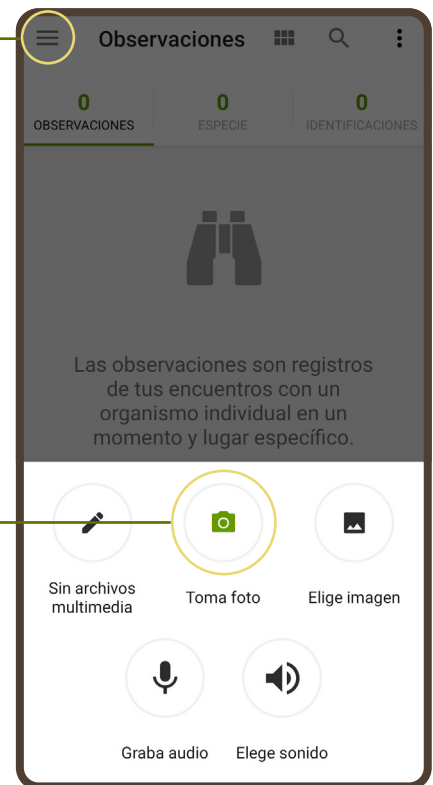 Observaciones
0 0 0
OBSERVACIONES ESPECIE IDENTIFICACIONES
Las observaciones son registros
de tus encuentros con un
organismo individual en un
momento y lugar específico.
Sin archivos
multimedia
Toma foto
Elige imagen
Graba audio
Elege sonido